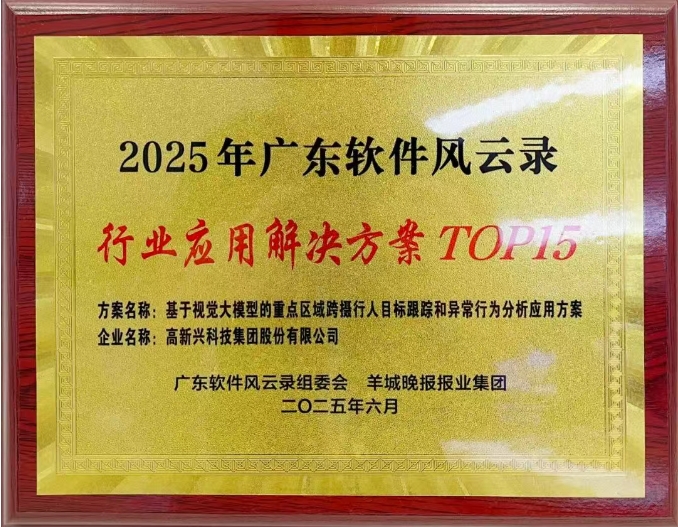 2025年广东软件风云录
行业应用解决方案 TOP15
方案名称：基于视觉大模型的重点区域跨摄行人目标跟踪和异常行为分析应用方案
企业名称：高新兴科技集团股份有限公司
广东软件风云录组委会 羊城晚报报业集团
二〇二五年六月